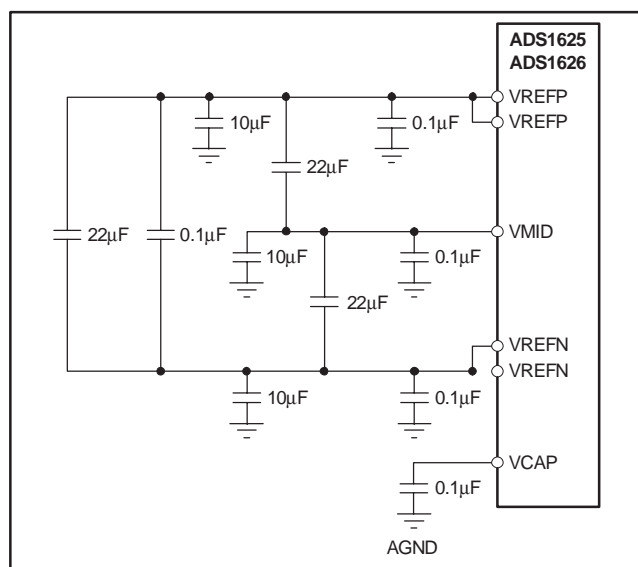 ADS1625
ADS1626
VREFP
VREFP
10μF
0.1μF
22μF
22μF
0.1μF
VMID
10μF
0.1μF
22μF
VREFN
VREFN
10μF
0.1μF
VCAP
0.1μF
AGND